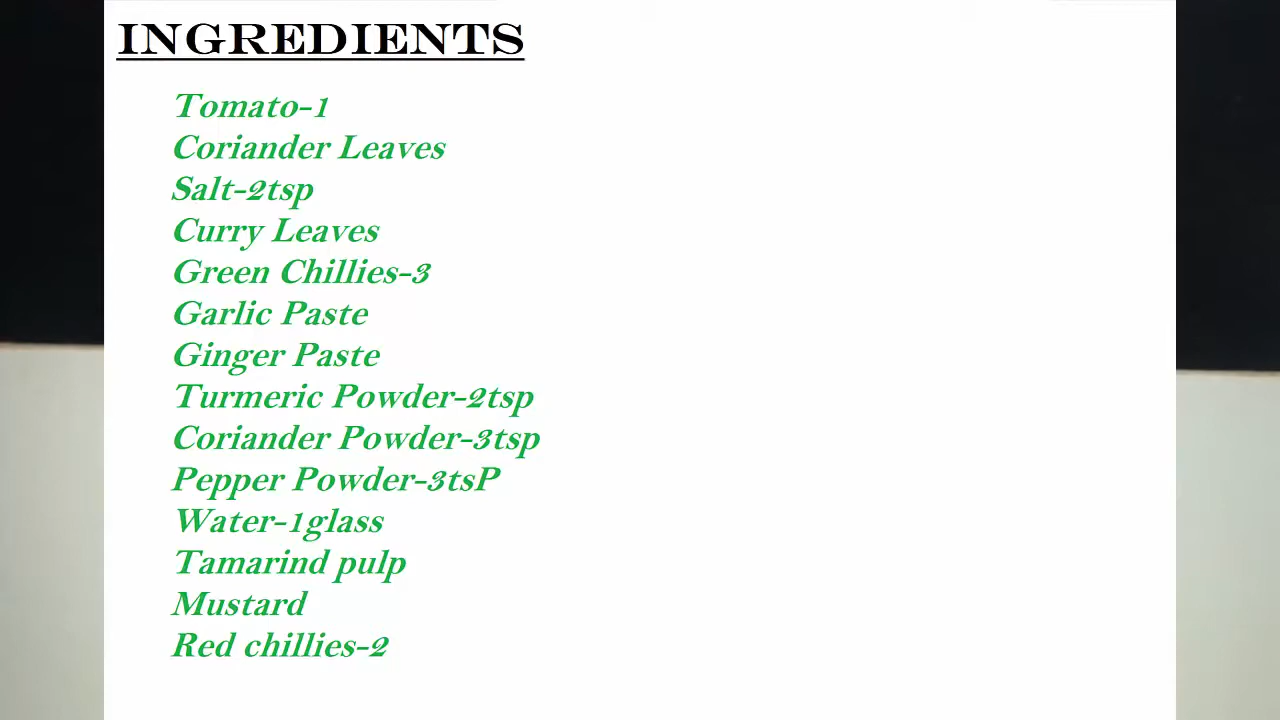 INGREDIENTS
Tomato-1
Coriander Leaves
Salt-2tsp
Curry Leaves
Green Chillies-3
Garlic Paste
Ginger Paste
Turmeric Powder-2tsp
Coriander Powder-3tsp
Pepper Powder-3tsP
Water-1glass
Tamarind pulp
Mustard
Red chillies-2